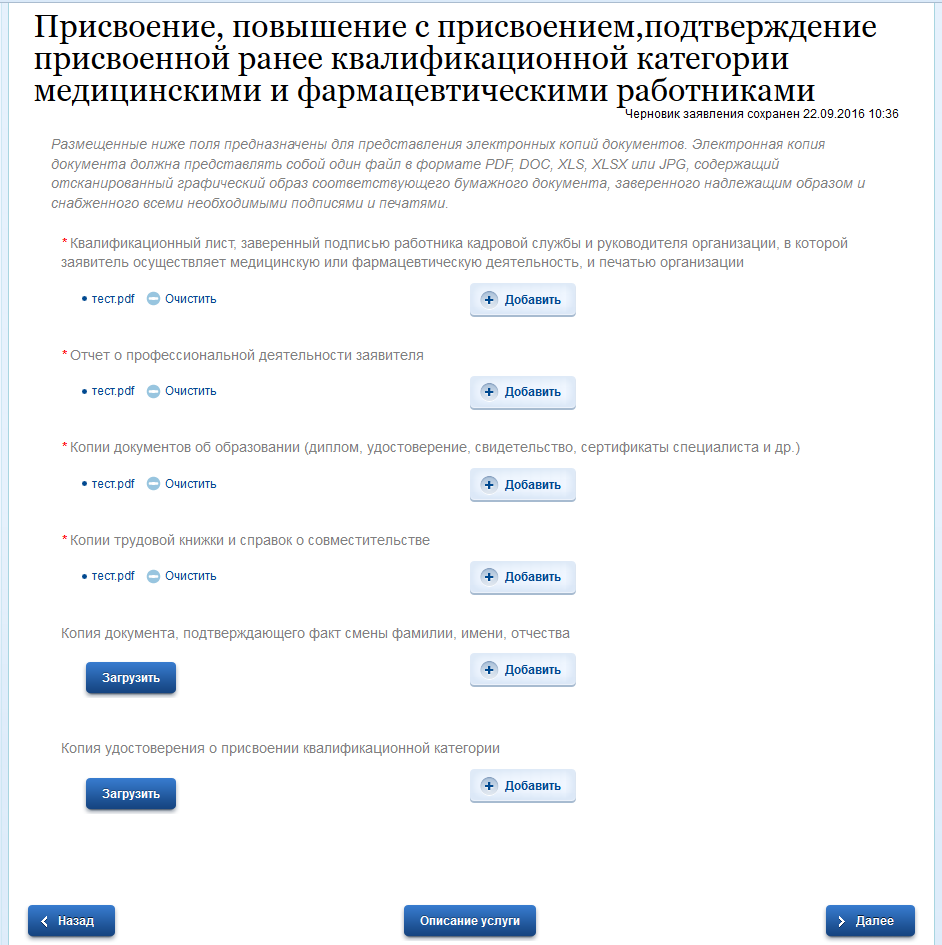 Присвоение, повышение с присвоением,подтверждение
присвоенной ранее квалификационной категории
медицинскими и фармацевтическими работниками
Черновик заявления сохранен 22.09.2016 10:36
Размещенные ниже поля предназначены для представления электронных копий документов. Электронная копия
документа должна представлять собой один файл в формате PDF, DOC, XLS, XLSX или JPG, содержащий
отсканированный графический образ соответствующего бумажного документа, заверенного надлежащим образом и
снабженного всеми необходимыми подписями и печатями.
* Квалификационный лист, заверенный подписью работника кадровой службы и руководителя организации, в которой
заявитель осуществляет медицинскую или фармацевтическую деятельность, и печатью организации
• тест.pdf Очистить + Добавить
* Отчет о профессиональной деятельности заявителя
• тест.pdf Очистить + Добавить
* Копии документов об образовании (диплом, удостоверение, свидетельство, сертификаты специалиста и др.)
• тест.pdf Очистить + Добавить
* Копии трудовой книжки и справок о совместительстве
• тест.pdf Очистить + Добавить
Копия документа, подтверждающего факт смены фамилии, имени, отчества
Загрузить + Добавить
Копия удостоверения о присвоении квалификационной категории
Загрузить + Добавить
Назад Описание услуги Далее